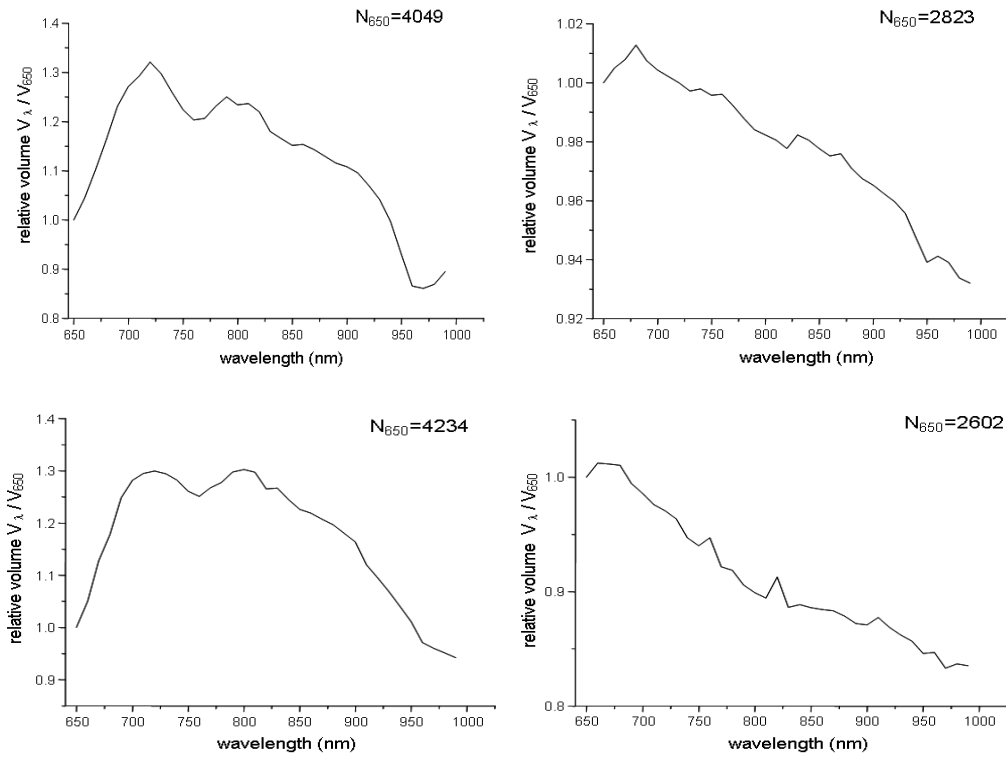 N650=4049
1.4
1.3
1.2
1.1
1.0
0.9
0.8
relative volume V λ / V650
650 700 750 800 850 900 950 1000
wavelength (nm)
N650=2823
1.02
1.00
0.98
0.96
0.94
0.92
relative volume V λ / V650
650 700 750 800 850 900 950 1000
wavelength (nm)
N650=4234
1.4
1.3
1.2
1.1
1.0
0.9
relative volume V λ / V650
650 700 750 800 850 900 950 1000
wavelength (nm)
N650=2602
1.0
0.9
0.8
relative volume V λ / V650
650 700 750 800 850 900 950 1000
wavelength (nm)